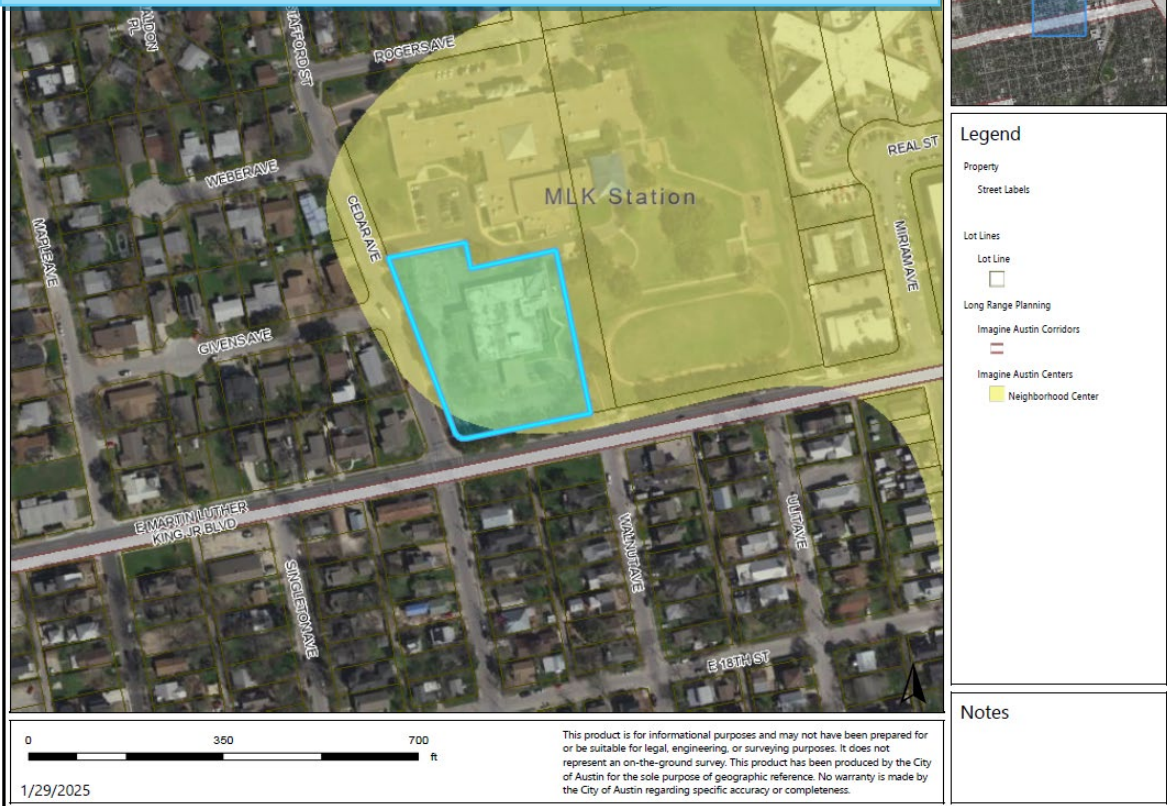 WALDON
PL
STAFFORD ST
ROGERS AVE
WEBER AVE
MAPLE AVE
CEDAR AVE
GIVENS AVE
MLK Station
REAL ST
MIRIAM AVE
E MARTIN LUTHER
KING JR BLVD
SINGLETON AVE
WALNUT AVE
ULIT AVE
E 18TH ST
Legend
Property
Street Labels
Lot Lines
Lot Line
Long Range Planning
Imagine Austin Corridors
Imagine Austin Centers
Neighborhood Center
Notes
0 350 700
ft
1/29/2025
This product is for informational purposes and may not have been prepared for
or be suitable for legal, engineering, or surveying purposes. It does not
represent an on-the-ground survey. This product has been produced by the City
of Austin for the sole purpose of geographic reference. No warranty is made by
the City of Austin regarding specific accuracy or completeness.